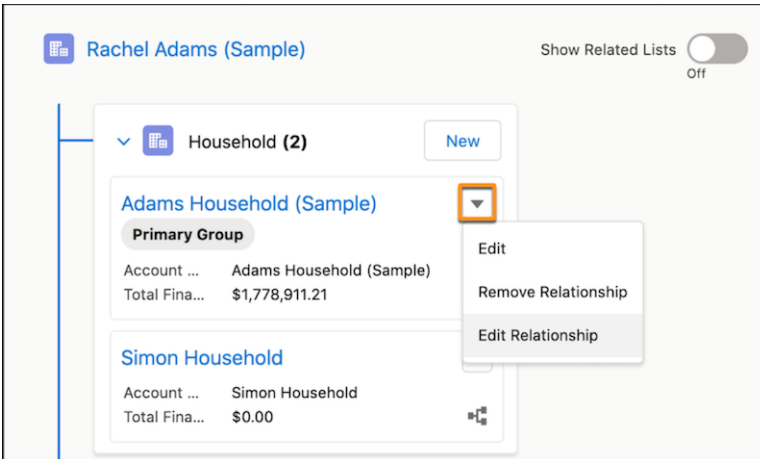 Rachel Adams (Sample)
Show Related Lists
Off
Household (2)
New
Adams Household (Sample)
Primary Group
Account ... Adams Household (Sample)
Total Fina... $1,778,911.21
Edit
Remove Relationship
Edit Relationship
Simon Household
Account ... Simon Household
Total Fina... $0.00